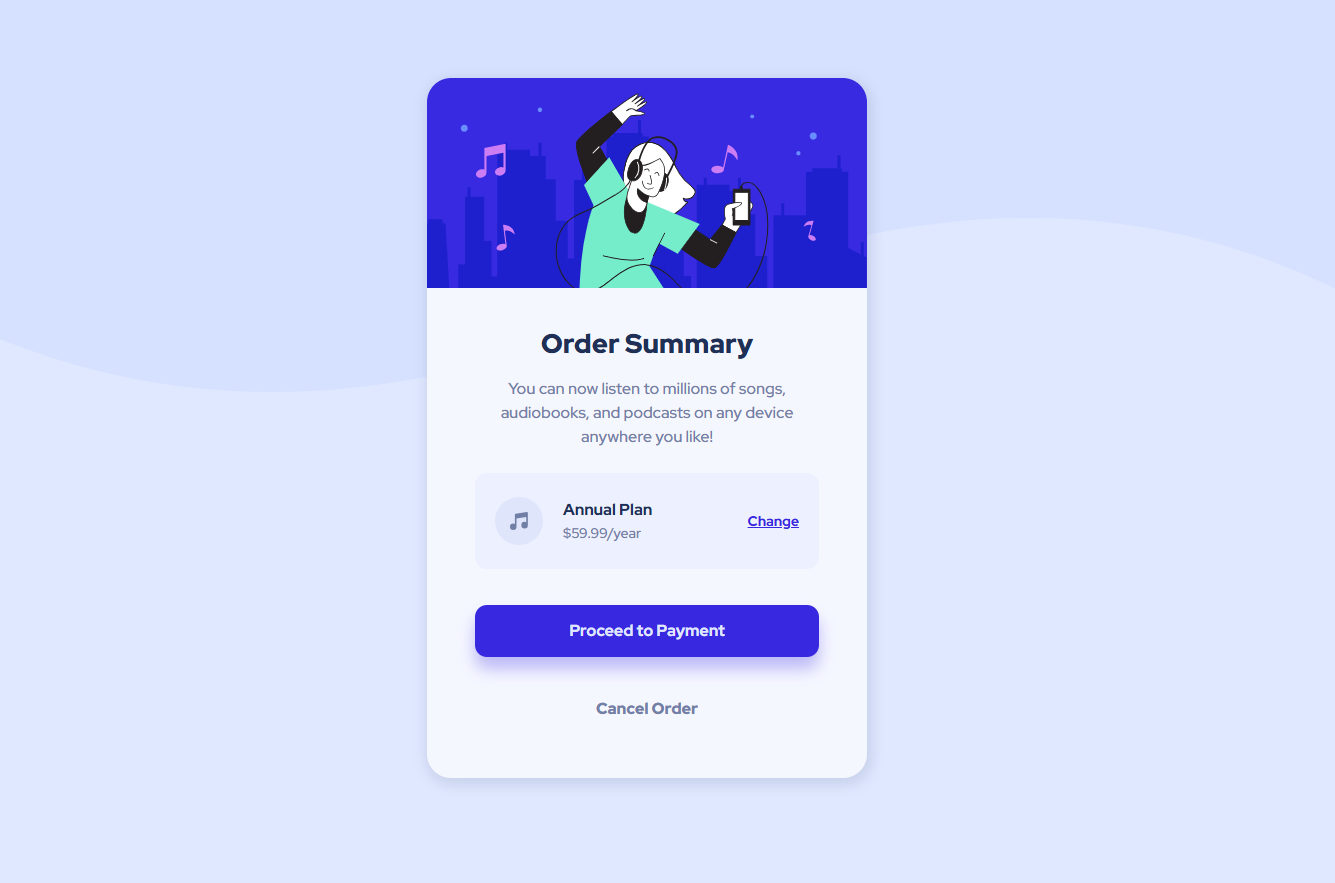 Order Summary
You can now listen to millions of songs,
audiobooks, and podcasts on any device
anywhere you like!
Annual Plan
$59.99/year
Change
Proceed to Payment
Cancel Order